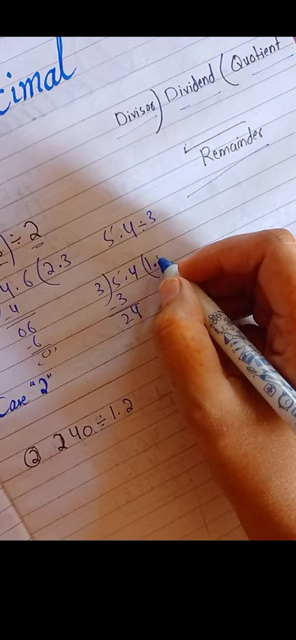 imal
Divisor) Dividend ( Quotient
Remainder
) ÷ 2
5.4 ÷ 3
4.6 ( 2.3
3 ) 5.4 ( 1.
4
3
06
24
6
0
Case "2"
② 240 ÷ 1.2